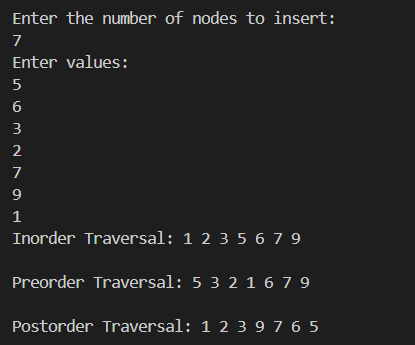 Enter the number of nodes to insert:
7
Enter values:
5
6
3
2
7
9
1
Inorder Traversal: 1 2 3 5 6 7 9
Preorder Traversal: 5 3 2 1 6 7 9
Postorder Traversal: 1 2 3 9 7 6 5